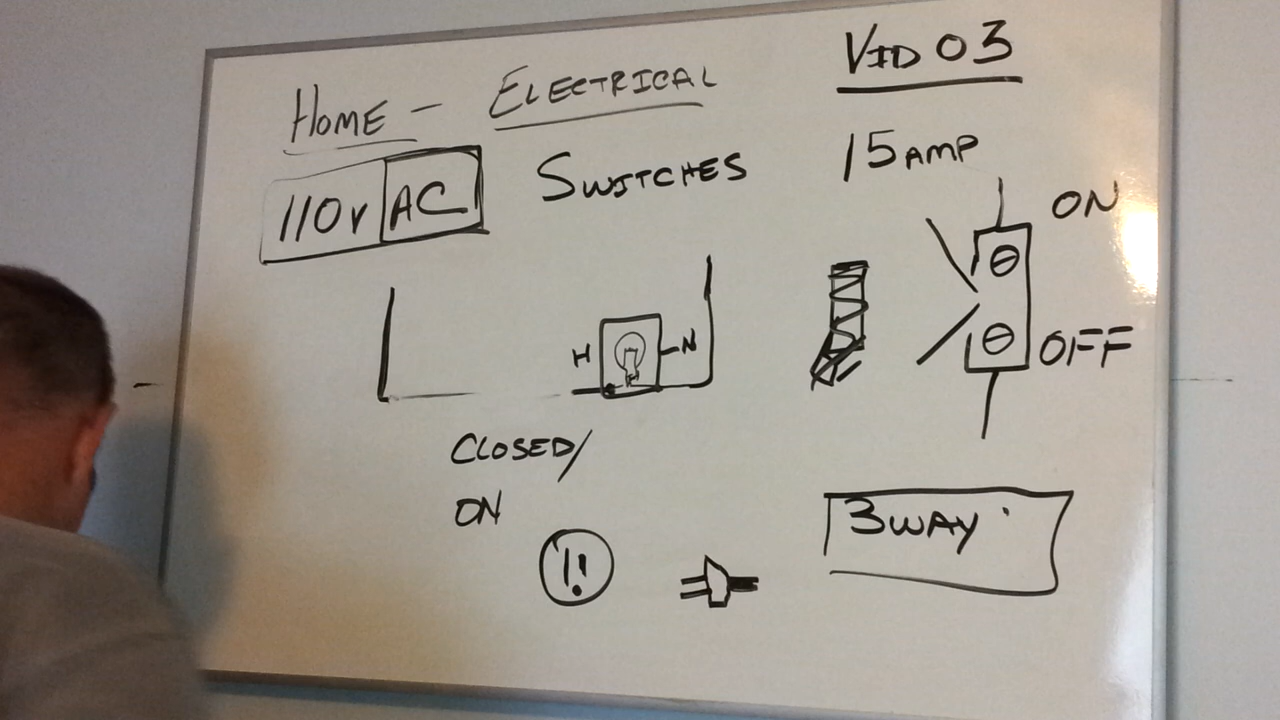 HOME - ELECTRICAL
VID 03
110V AC
SWITCHES
15 AMP
ON
H
N
OFF
CLOSED/
ON
3WAY